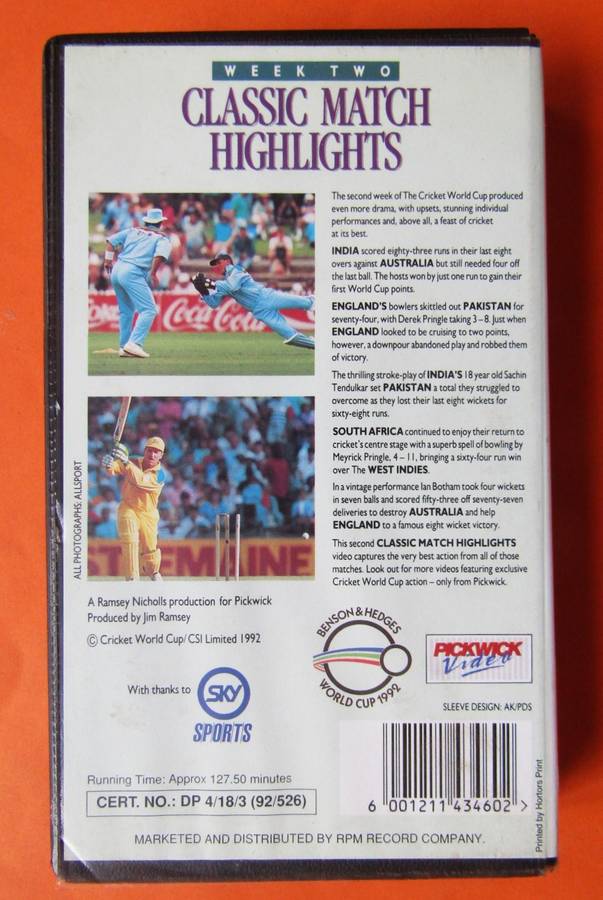 WEEK TWO
CLASSIC MATCH
HIGHLIGHTS
The second week of The Cricket World Cup produced
even more drama, with upsets, stunning individual
performances and, above all, a feast of cricket
at its best.
INDIA scored eighty-three runs in their last eight
overs against AUSTRALIA but still needed four off
the last ball. The hosts won by just one run to gain their
first World Cup points.
ENGLAND'S bowlers skittled out PAKISTAN for
seventy-four, with Derek Pringle taking 3–8. Just when
ENGLAND looked to be cruising to two points,
however, a downpour abandoned play and robbed them
of victory.
The thrilling stroke-play of INDIA'S 18 year old Sachin
Tendulkar set PAKISTAN a total they struggled to
overcome as they lost their last eight wickets for
sixty-eight runs.
SOUTH AFRICA continued to enjoy their return to
cricket's centre stage with a superb spell of bowling by
Meyrick Pringle, 4–11, bringing a sixty-four run win
over The WEST INDIES.
In a vintage performance Ian Botham took four wickets
in seven balls and scored fifty-three off seventy-seven
deliveries to destroy AUSTRALIA and help
ENGLAND to a famous eight wicket victory.
This second CLASSIC MATCH HIGHLIGHTS
video captures the very best action from all of those
matches. Look out for more videos featuring exclusive
Cricket World Cup action – only from Pickwick.
Coca-Cola
ALL PHOTOGRAPHS: ALLSPORT
A Ramsey Nicholls production for Pickwick
Produced by Jim Ramsey
© Cricket World Cup/CSI Limited 1992
With thanks to
SKY
SPORTS
BENSON & HEDGES
WORLD CUP 1992
PICKWICK
Video
SLEEVE DESIGN: AK/PDS
Running Time: Approx 127.50 minutes
CERT. NO.: DP 4/18/3 (92/526)
6 001211 434602 >
Printed by Hortors Print
MARKETED AND DISTRIBUTED BY RPM RECORD COMPANY.